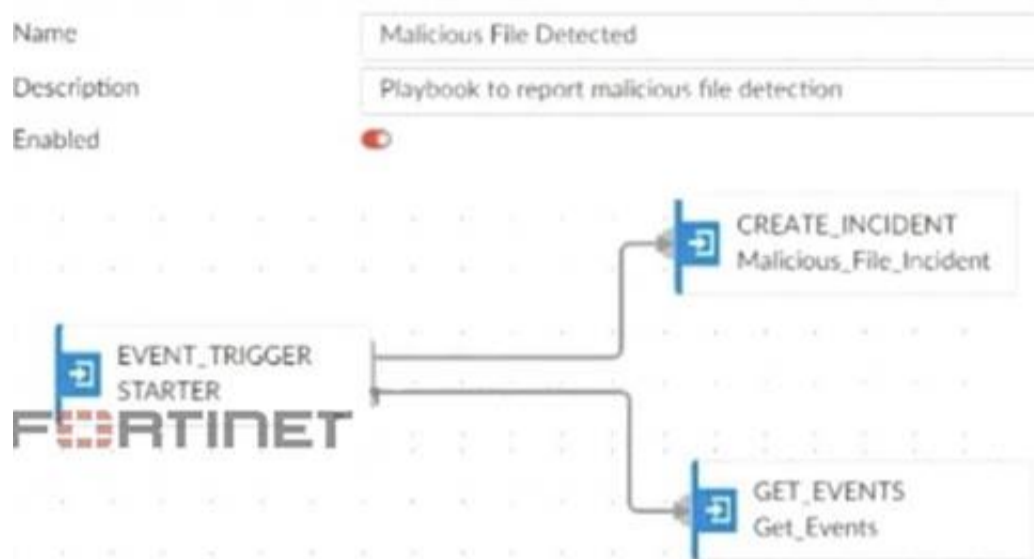 Name
Malicious File Detected
Description
Playbook to report malicious file detection
Enabled
CREATE_INCIDENT
Malicious_File_Incident
EVENT_TRIGGER
STARTER
FORTINET
GET_EVENTS
Get_Events